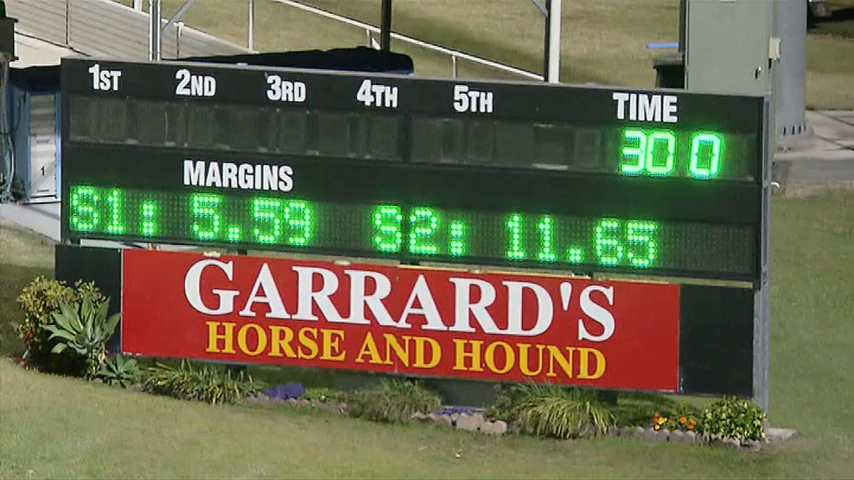 1ST 2ND 3RD 4TH 5TH TIME
30 0
MARGINS
S1: 5.59 S2: 11.65
GARRARD'S
HORSE AND HOUND